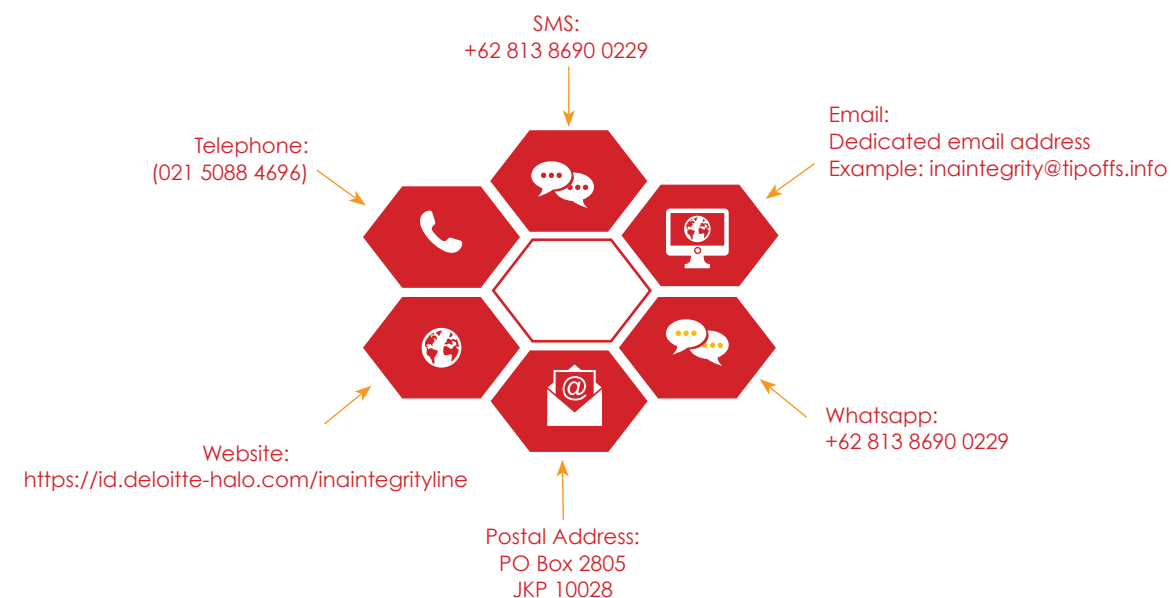 SMS:
+62 813 8690 0229
Telephone:
(021 5088 4696)
Email:
Dedicated email address
Example: inaintegrity@tipoffs.info
@
Whatsapp:
+62 813 8690 0229
Website:
https://id.deloitte-halo.com/inaintegrityline
Postal Address:
PO Box 2805
JKP 10028